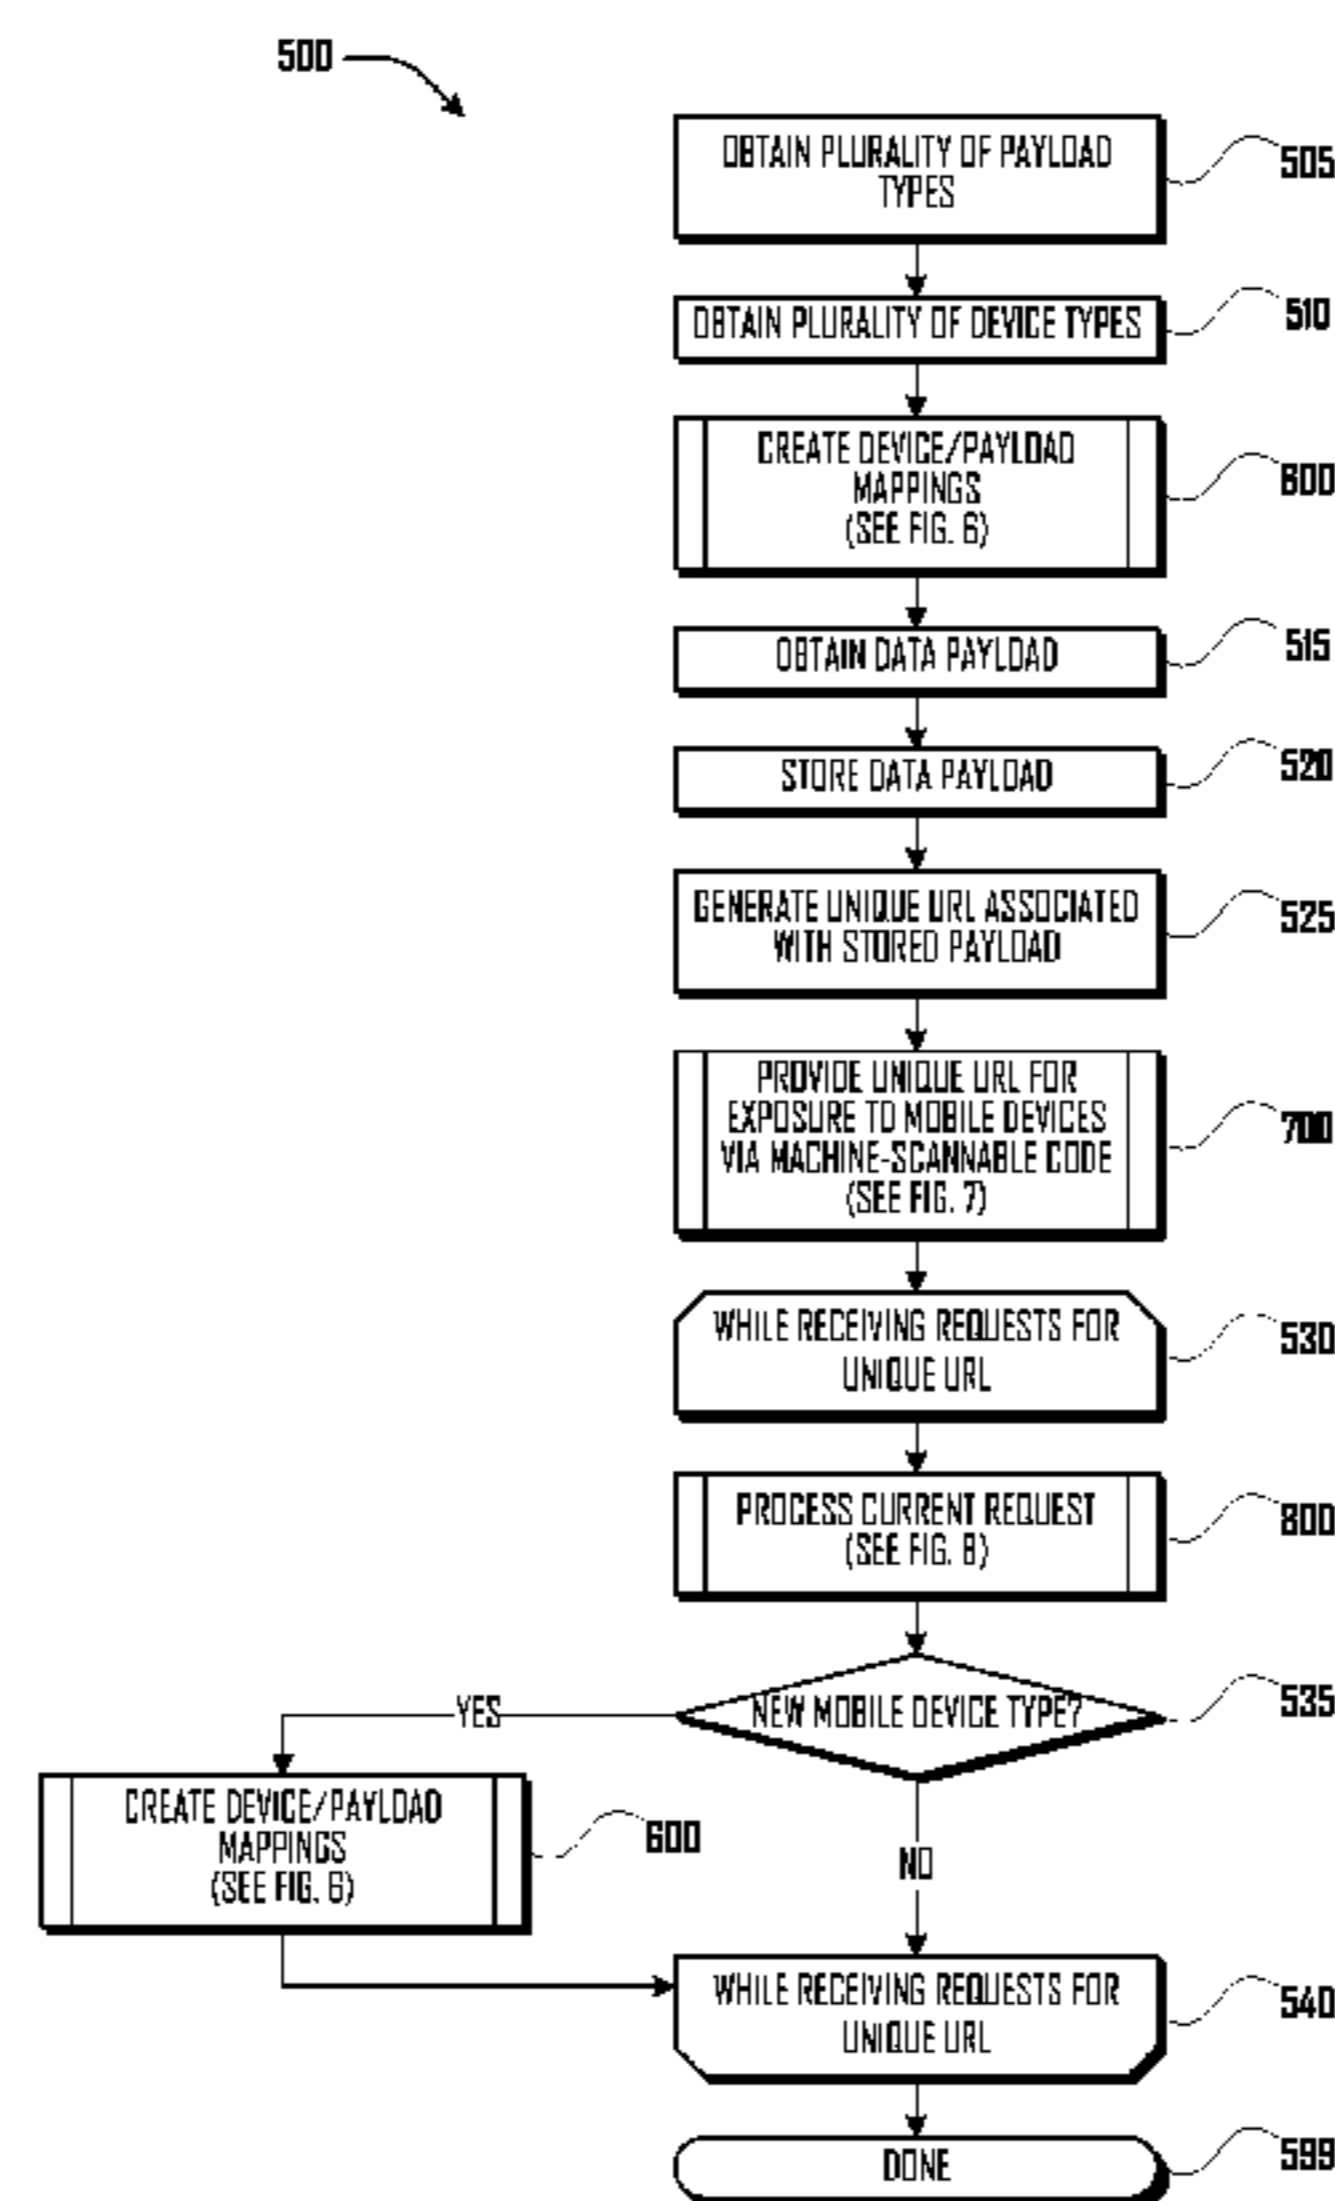 500
OBTAIN PLURALITY OF PAYLOAD
TYPES
505
OBTAIN PLURALITY OF DEVICE TYPES
510
CREATE DEVICE/PAYLOAD
MAPPINGS
(SEE FIG. 6)
600
OBTAIN DATA PAYLOAD
515
STORE DATA PAYLOAD
520
GENERATE UNIQUE URL ASSOCIATED
WITH STORED PAYLOAD
525
PROVIDE UNIQUE URL FOR
EXPOSURE TO MOBILE DEVICES
VIA MACHINE-SCANNABLE CODE
(SEE FIG. 7)
700
WHILE RECEIVING REQUESTS FOR
UNIQUE URL
530
PROCESS CURRENT REQUEST
(SEE FIG. 8)
800
NEW MOBILE DEVICE TYPE?
535
YES
CREATE DEVICE/PAYLOAD
MAPPINGS
(SEE FIG. 6)
600
NO
WHILE RECEIVING REQUESTS FOR
UNIQUE URL
540
DONE
599